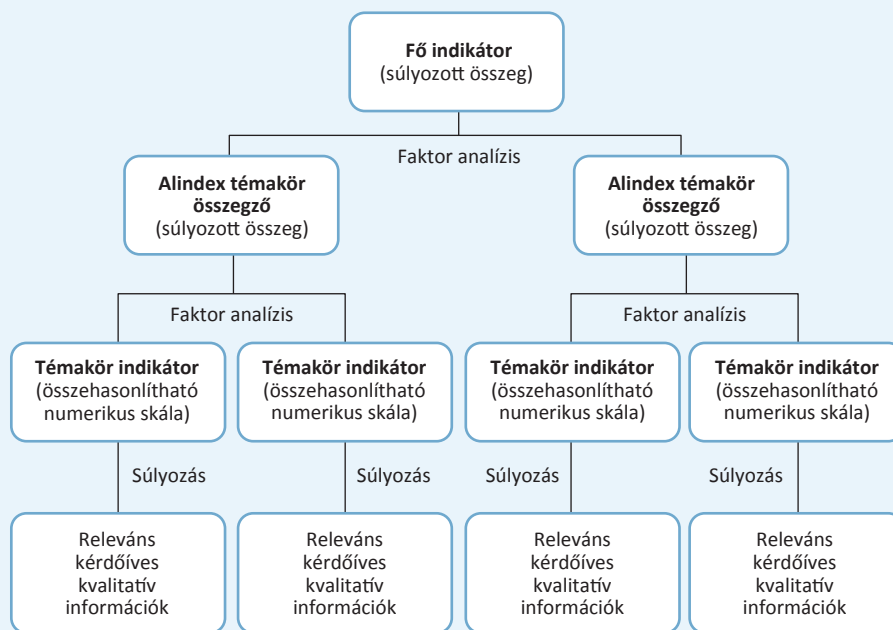 Fő indikátor
(súlyozott összeg)
Faktor analízis
Alindex témakör
összegző
(súlyozott összeg)
Alindex témakör
összegző
(súlyozott összeg)
Faktor analízis
Faktor analízis
Témakör indikátor
(összehasonlítható
numerikus skála)
Témakör indikátor
(összehasonlítható
numerikus skála)
Témakör indikátor
(összehasonlítható
numerikus skála)
Témakör indikátor
(összehasonlítható
numerikus skála)
Súlyozás
Súlyozás
Súlyozás
Súlyozás
Releváns
kérdőíves
kvalitatív
információk
Releváns
kérdőíves
kvalitatív
információk
Releváns
kérdőíves
kvalitatív
információk
Releváns
kérdőíves
kvalitatív
információk